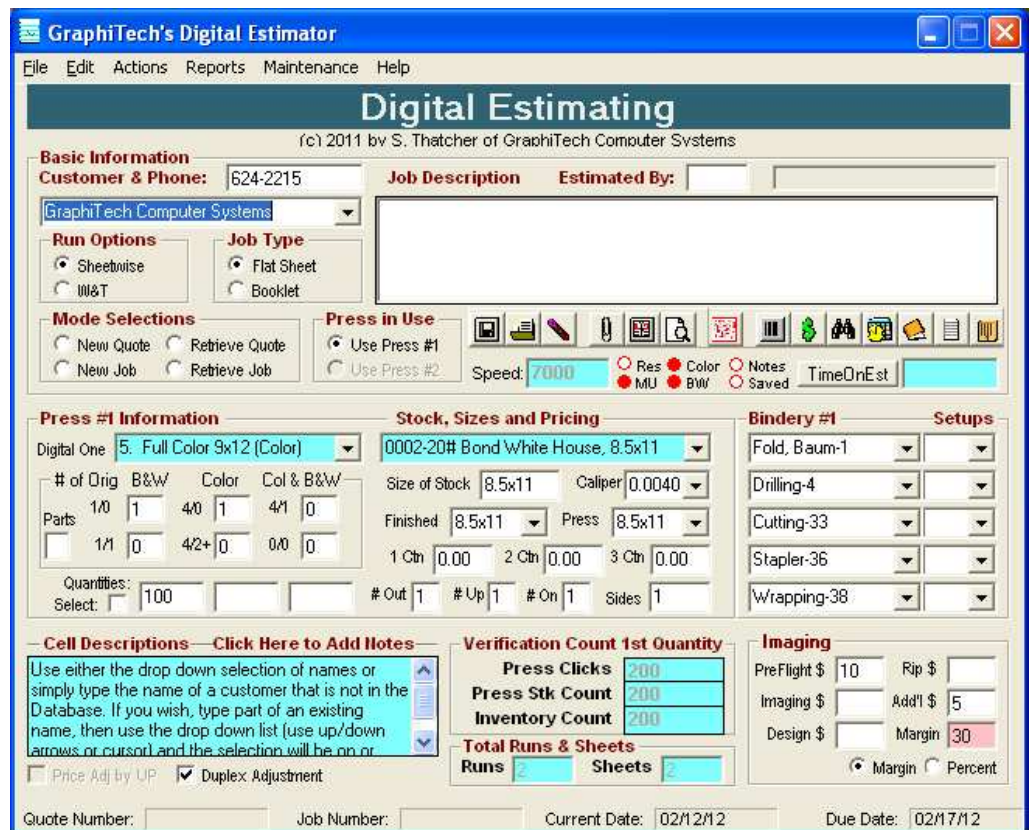 GraphiTech's Digital Estimator
File Edit Actions Reports Maintenance Help
Digital Estimating
(c) 2011 by S. Thatcher of GraphiTech Computer Systems
Basic Information
Customer & Phone: 624-2215 Job Description Estimated By:
GraphiTech Computer Systems
Run Options Job Type
Sheetwise Flat Sheet
W&T Booklet
Mode Selections Press in Use
New Quote Retrieve Quote Use Press #1
New Job Retrieve Job Use Press #2
Speed: 7000 Res Color Notes TimeOnEst
MU BW Saved
Press #1 Information Stock, Sizes and Pricing Bindery #1 Setups
Digital One 5. Full Color 9x12 (Color) 0002-20# Bond White House, 8.5x11 Fold, Baum-1
# of Orig B&W Color Col & B&W Size of Stock 8.5x11 Caliper 0.0040 Drilling-4
Parts 1/0 1 4/0 1 4/1 0 Finished 8.5x11 Press 8.5x11 Cutting-33
1/1 0 4/2+ 0 0/0 0 1 Ctn 0.00 2 Ctn 0.00 3 Ctn 0.00 Stapler-36
Quantities: 100 # Out 1 # Up 1 # On 1 Sides 1 Wrapping-38
Select:
Cell Descriptions Click Here to Add Notes Verification Count 1st Quantity Imaging
Use either the drop down selection of names or Press Clicks 200 PreFlight $ 10 Rip $
simply type the name of a customer that is not in the Press Stk Count 200 Imaging $ Add'l $ 5
Database. If you wish, type part of an existing Inventory Count 200 Design $ Margin 30
name, then use the drop down list (use up/down Total Runs & Sheets
arrows or cursor) and the selection will be on or Runs 2 Sheets 2 Margin Percent
Price Adj by UP Duplex Adjustment
Quote Number: Job Number: Current Date: 02/12/12 Due Date: 02/17/12